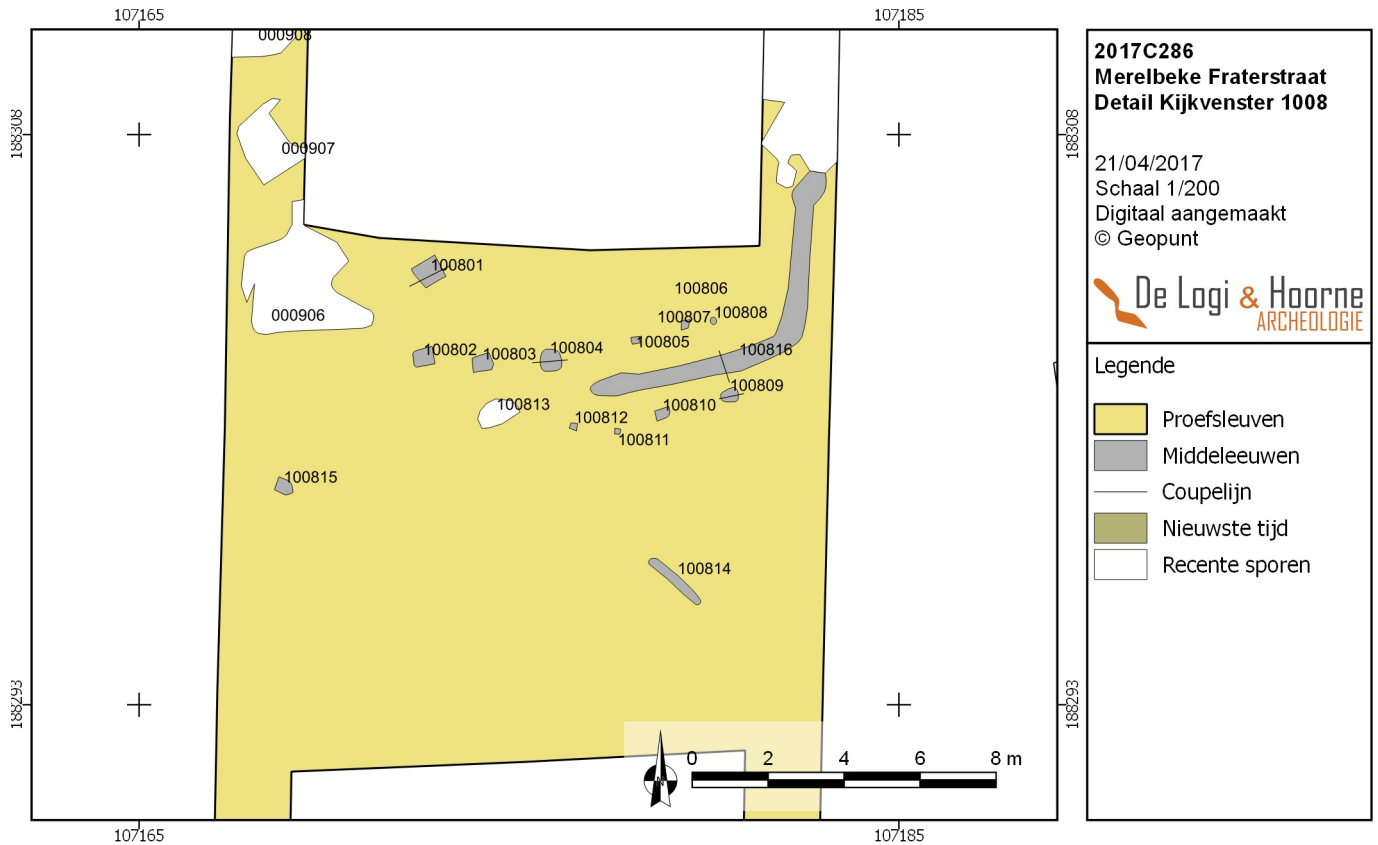 107165
107185
188308
188308
000908
000907
000906
100801
100806
100807
100808
100805
100802
100803
100804
100816
100809
100813
100812
100810
100811
100815
100814
188293
188293
N
0 2 4 6 8 m
107165
107185
2017C286
Merelbeke Fraterstraat
Detail Kijkvenster 1008
21/04/2017
Schaal 1/200
Digitaal aangemaakt
© Geopunt
De Logi & Hoorne
ARCHEOLOGIE
Legende
Proefsleuven
Middeleeuwen
Coupelijn
Nieuwste tijd
Recente sporen